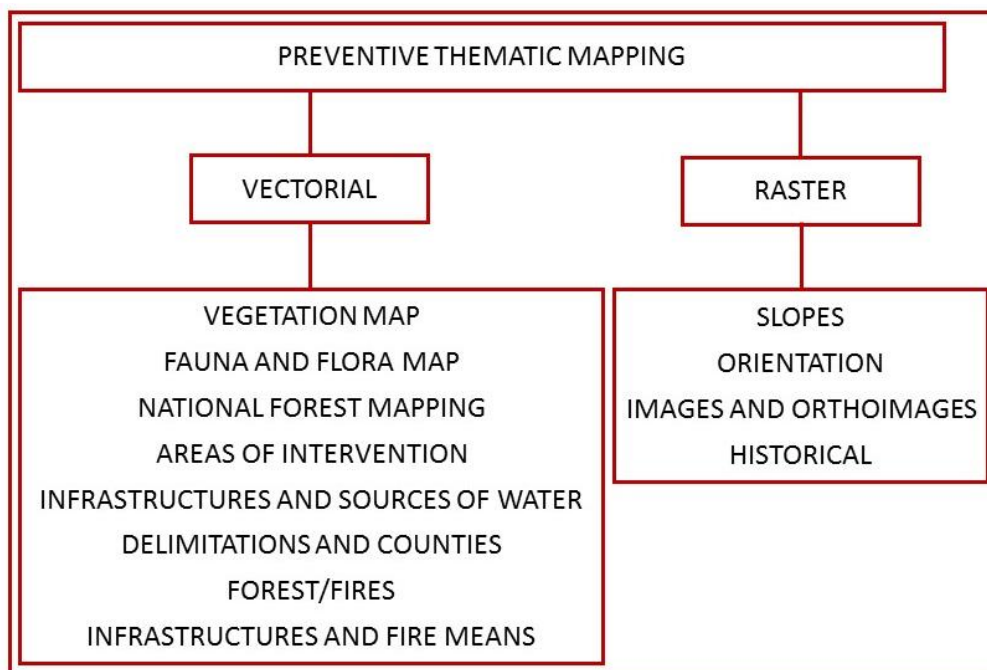 PREVENTIVE THEMATIC MAPPING
VECTORIAL
RASTER
VEGETATION MAP
FAUNA AND FLORA MAP
NATIONAL FOREST MAPPING
AREAS OF INTERVENTION
INFRASTRUCTURES AND SOURCES OF WATER
DELIMITATIONS AND COUNTIES
FOREST/FIRES
INFRASTRUCTURES AND FIRE MEANS
SLOPES
ORIENTATION
IMAGES AND ORTHOIMAGES
HISTORICAL